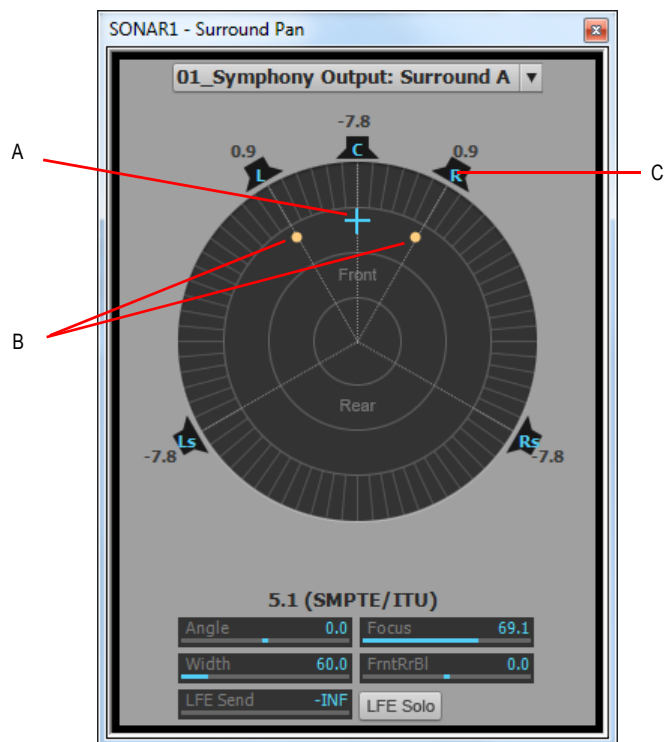 SONAR1 - Surround Pan
01_Symphony Output: Surround A
-7.8
A
0.9
0.9
C
L
R
C
Front
B
Rear
Ls
Rs
-7.8
-7.8
5.1 (SMPTE/ITU)
Angle 0.0 Focus 69.1
Width 60.0 FrntRrBl 0.0
LFE Send -INF LFE Solo